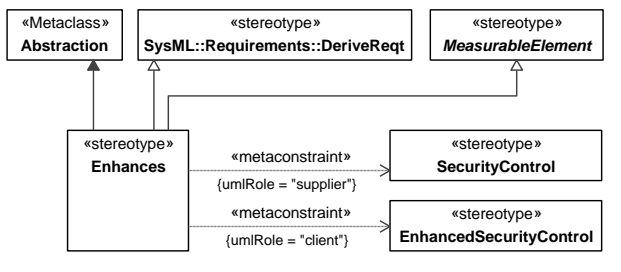 «Metaclass»
Abstraction
«stereotype»
SysML::Requirements::DeriveReqt
«stereotype»
MeasurableElement
«stereotype»
Enhances
«metaconstraint»
{umlRole = "supplier"}
«stereotype»
SecurityControl
«metaconstraint»
{umlRole = "client"}
«stereotype»
EnhancedSecurityControl